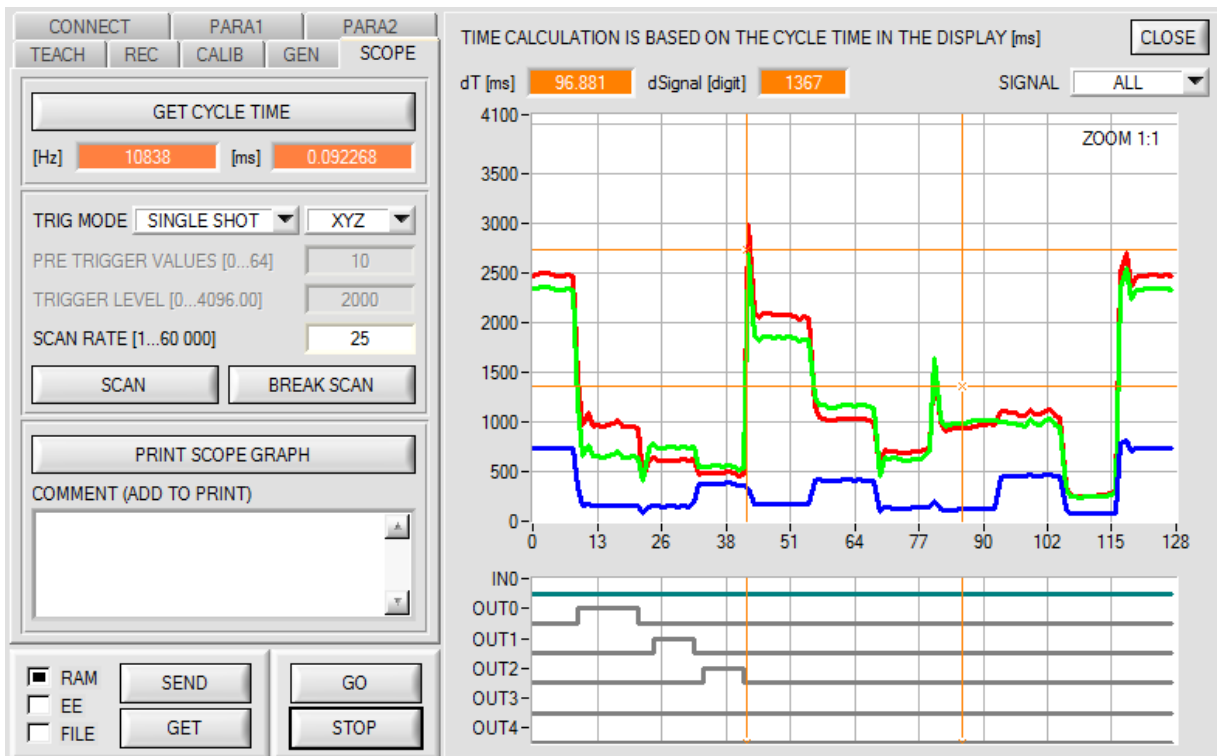 CONNECT PARA1 PARA2
TEACH REC CALIB GEN SCOPE
GET CYCLE TIME
[Hz] 10838 [ms] 0.092268
TRIG MODE SINGLE SHOT XYZ
PRE TRIGGER VALUES [0...64] 10
TRIGGER LEVEL [0...4096.00] 2000
SCAN RATE [1...60 000] 25
SCAN BREAK SCAN
PRINT SCOPE GRAPH
COMMENT (ADD TO PRINT)
RAM
EE
FILE
SEND
GET
GO
STOP
TIME CALCULATION IS BASED ON THE CYCLE TIME IN THE DISPLAY [ms] CLOSE
dT [ms] 96.881 dSignal [digit] 1367 SIGNAL ALL
ZOOM 1:1
4100
3500
3000
2500
2000
1500
1000
500
0
0 13 26 38 51 64 77 90 102 115 128
IN0
OUT0
OUT1
OUT2
OUT3
OUT4